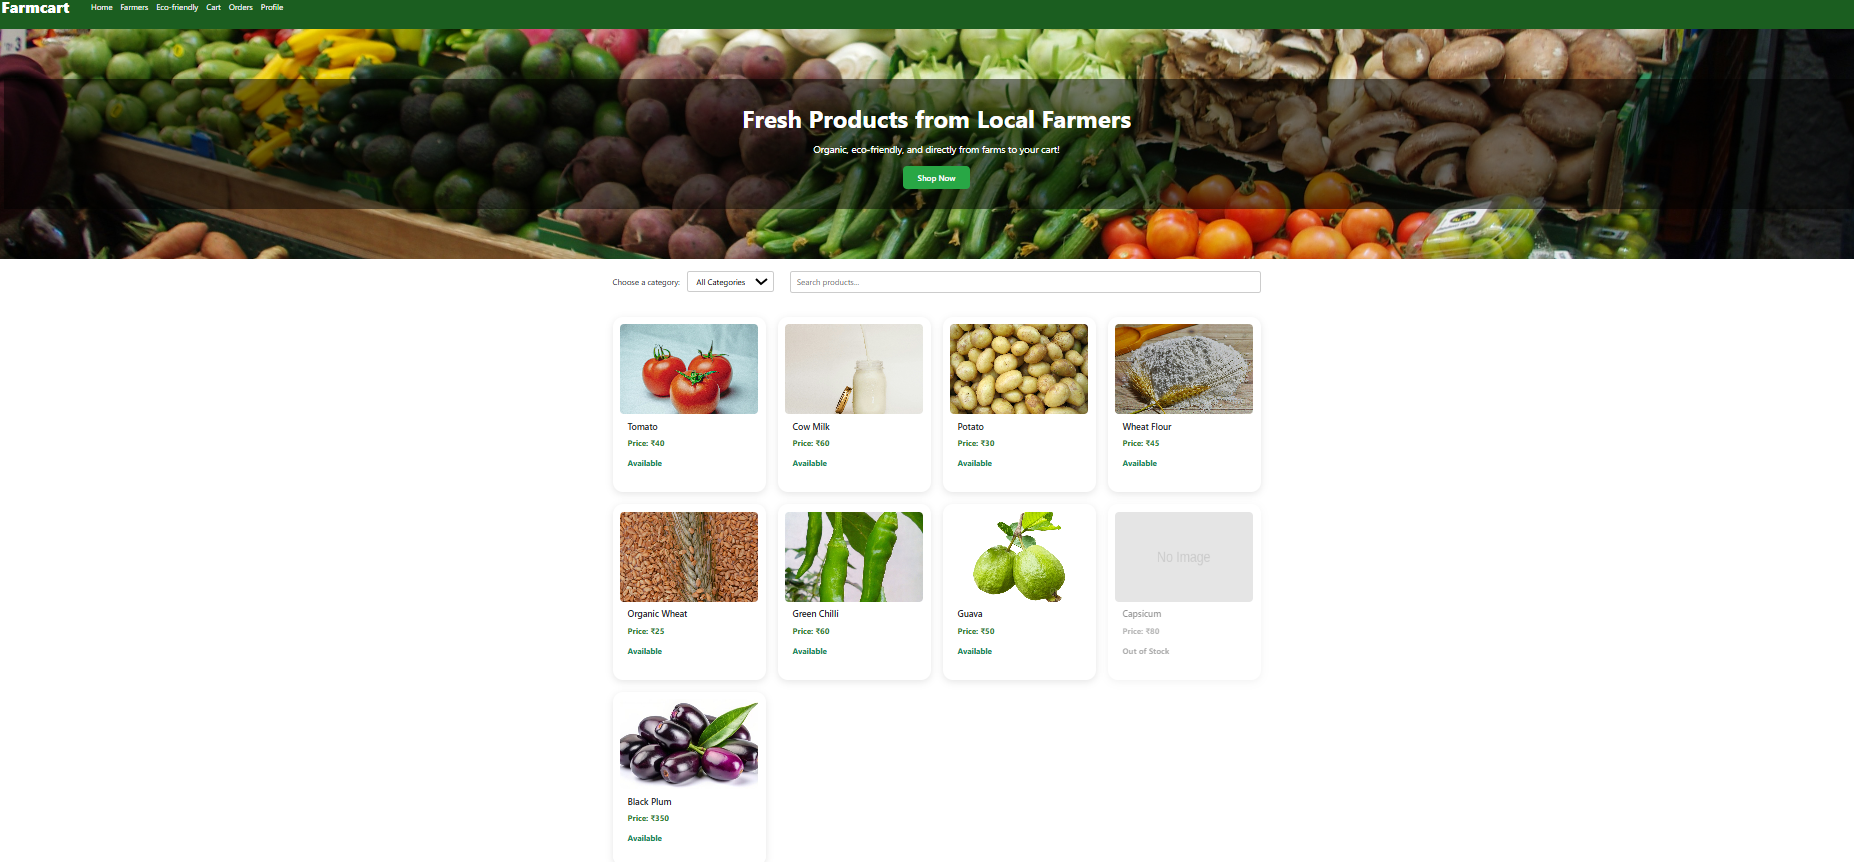 Farmcart Home Farmers Eco-friendly Cart Orders Profile
Fresh Products from Local Farmers
Organic, eco-friendly, and directly from farms to your cart!
Shop Now
Choose a category: All Categories Search products...
Tomato
Price: ₹40
Available
Cow Milk
Price: ₹60
Available
Potato
Price: ₹30
Available
Wheat Flour
Price: ₹45
Available
Organic Wheat
Price: ₹25
Available
Green Chilli
Price: ₹60
Available
Guava
Price: ₹50
Available
No Image
Capsicum
Price: ₹80
Out of Stock
Black Plum
Price: ₹350
Available